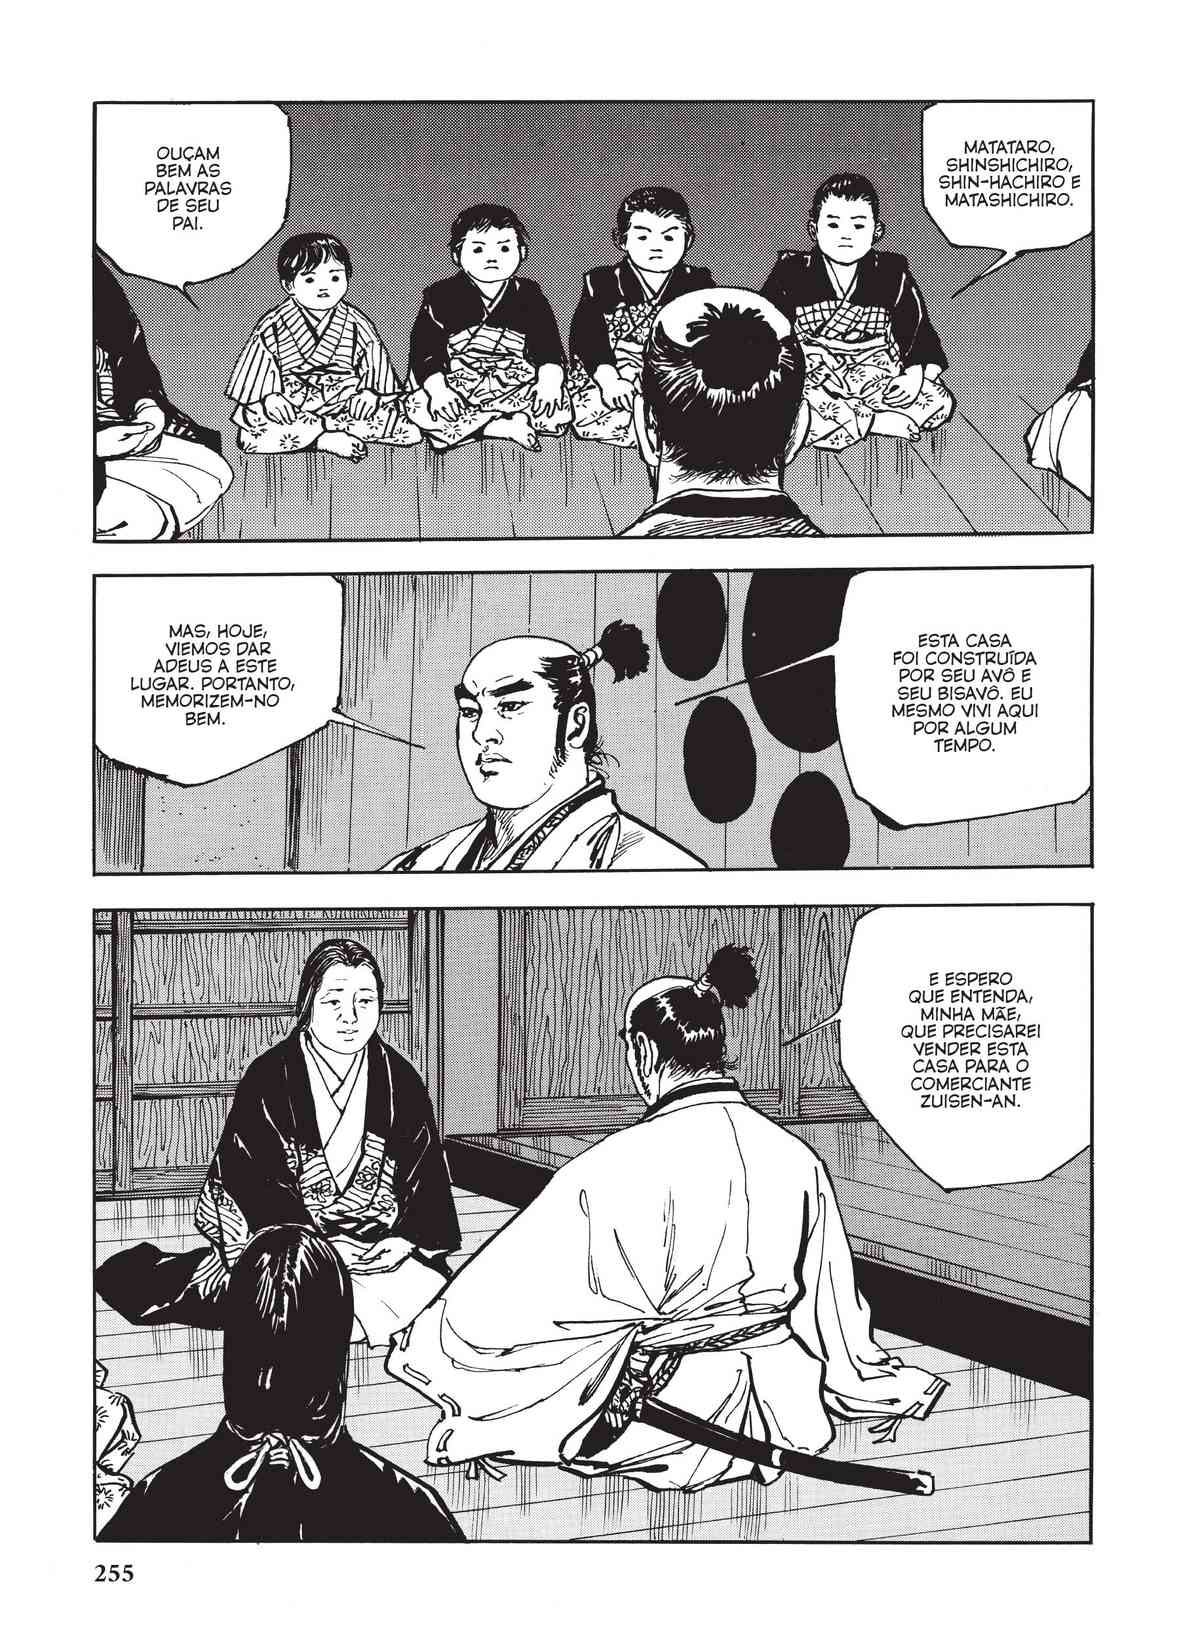 MATATARO,
SHINSHICHIRO,
SHIN-HACHIRO E
MATASHICHIRO.
OUÇAM
BEM AS
PALAVRAS
DE SEU
PAI.
ESTA CASA
FOI CONSTRUÍDA
POR SEU AVÔ E
SEU BISAVÔ. EU
MESMO VIVI AQUI
POR ALGUM
TEMPO.
MAS, HOJE,
VIEMOS DAR
ADEUS A ESTE
LUGAR. PORTANTO,
MEMORIZEM-NO
BEM.
E ESPERO
QUE ENTENDA,
MINHA MÃE,
QUE PRECISAREI
VENDER ESTA
CASA PARA O
COMERCIANTE
ZUISEN-AN.
255